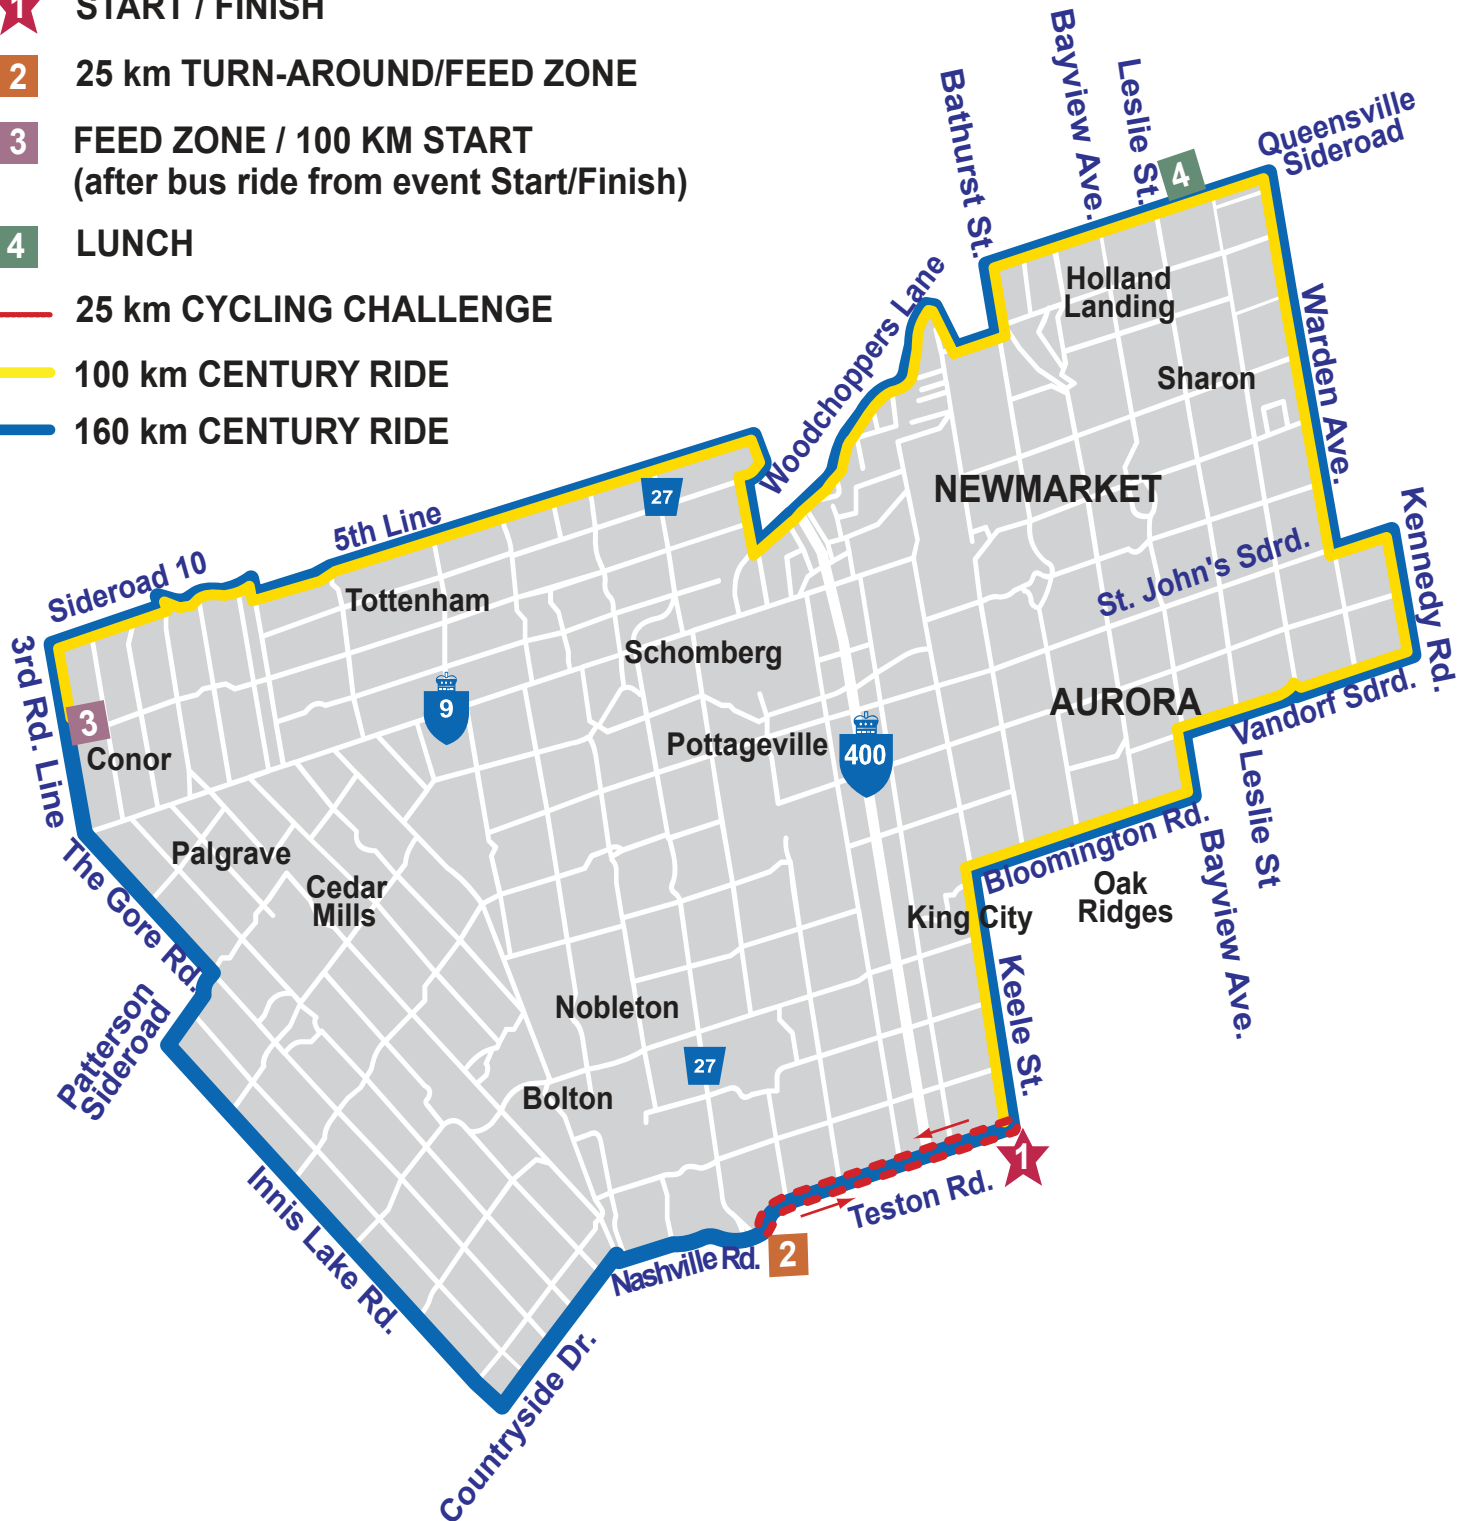 1 START / FINISH
2 25 km TURN-AROUND/FEED ZONE
3 FEED ZONE / 100 KM START
(after bus ride from event Start/Finish)
4 LUNCH
25 km CYCLING CHALLENGE
100 km CENTURY RIDE
160 km CENTURY RIDE
Bathurst St.
Bayview Ave.
Leslie St.
4
Queensville
Sideroad
Woodchoppers Lane
Holland
Landing
Sharon
Warden Ave.
NEWMARKET
27
5th Line
Sideroad 10
Tottenham
St. John's Sdrd.
Kennedy Rd.
3rd Rd. Line
3
Conor
9
Schomberg
Pottageville
400
AURORA
Vandorf Sdrd.
Leslie St
Bloomington Rd.
Bayview Ave.
Oak
Ridges
King City
Keele St.
The Gore Rd.
Palgrave
Cedar
Mills
Patterson
Sideroad
Nobleton
27
Bolton
1
Teston Rd.
2
Nashville Rd.
Innis Lake Rd.
Countryside Dr.